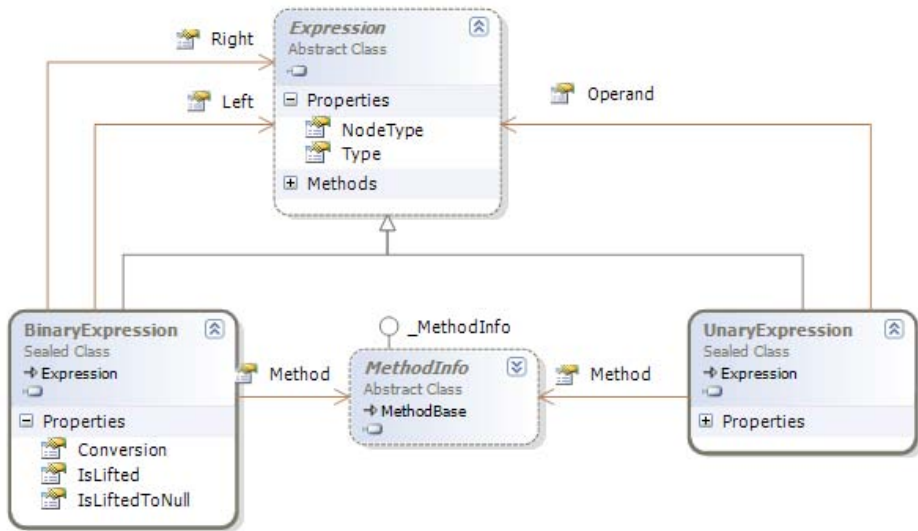 Right
Left
Expression
Abstract Class
Properties
NodeType
Type
Methods
Operand
BinaryExpression
Sealed Class
Expression
Properties
Conversion
IsLifted
IsLiftedToNull
Method
_MethodInfo
MethodInfo
Abstract Class
MethodBase
Method
UnaryExpression
Sealed Class
Expression
Properties